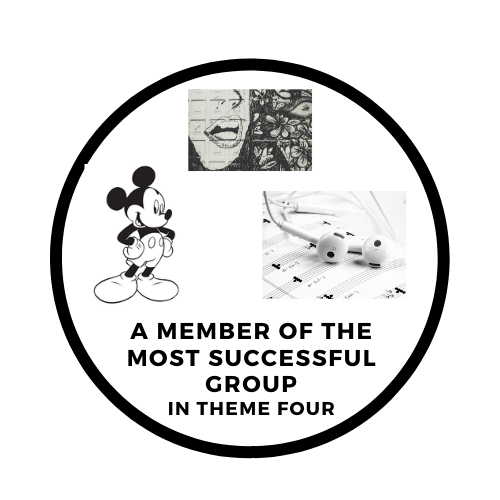 A MEMBER OF THE
MOST SUCCESSFUL
GROUP
IN THEME FOUR